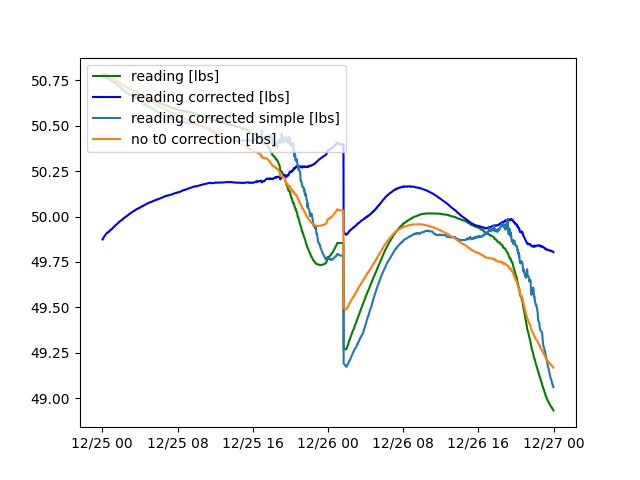 reading [lbs]
reading corrected [lbs]
reading corrected simple [lbs]
no t0 correction [lbs]
50.75
50.50
50.25
50.00
49.75
49.50
49.25
49.00
12/25 00 12/25 08 12/25 16 12/26 00 12/26 08 12/26 16 12/27 00